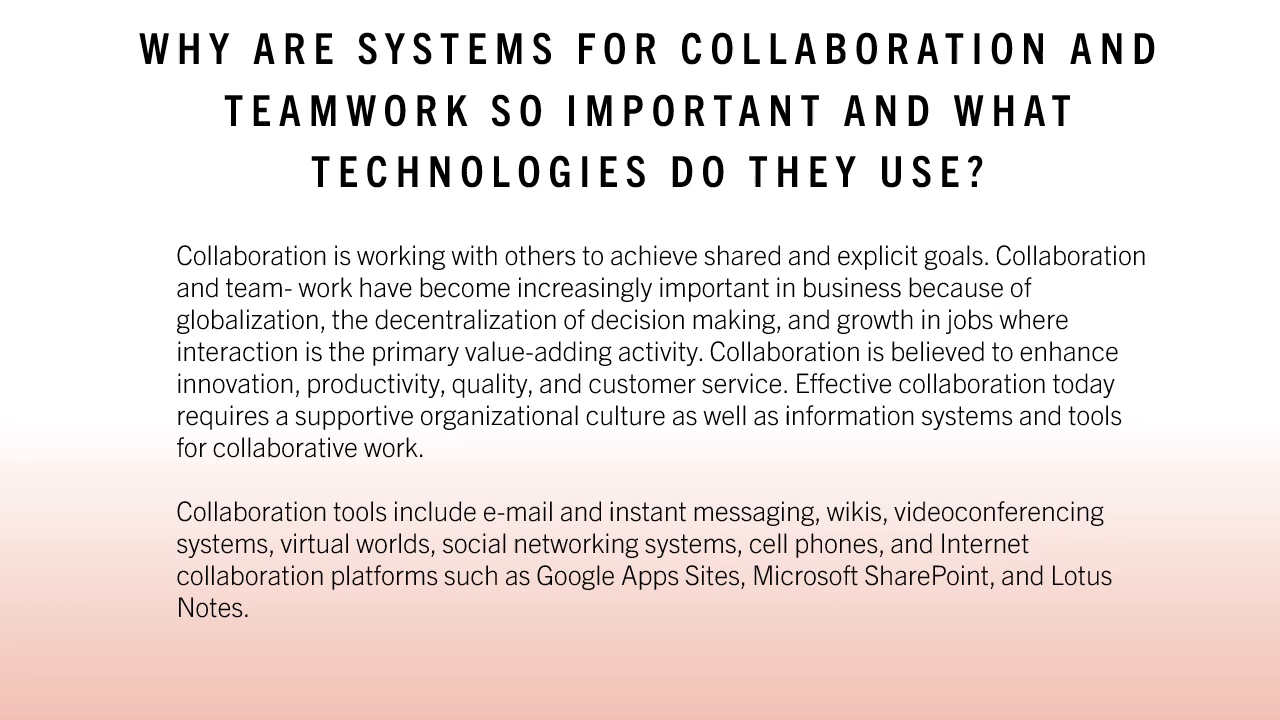 WHY ARE SYSTEMS FOR COLLABORATION AND
TEAMWORK SO IMPORTANT AND WHAT
TECHNOLOGIES DO THEY USE?
Collaboration is working with others to achieve shared and explicit goals. Collaboration
and team- work have become increasingly important in business because of
globalization, the decentralization of decision making, and growth in jobs where
interaction is the primary value-adding activity. Collaboration is believed to enhance
innovation, productivity, quality, and customer service. Effective collaboration today
requires a supportive organizational culture as well as information systems and tools
for collaborative work.
Collaboration tools include e-mail and instant messaging, wikis, videoconferencing
systems, virtual worlds, social networking systems, cell phones, and Internet
collaboration platforms such as Google Apps Sites, Microsoft SharePoint, and Lotus
Notes.